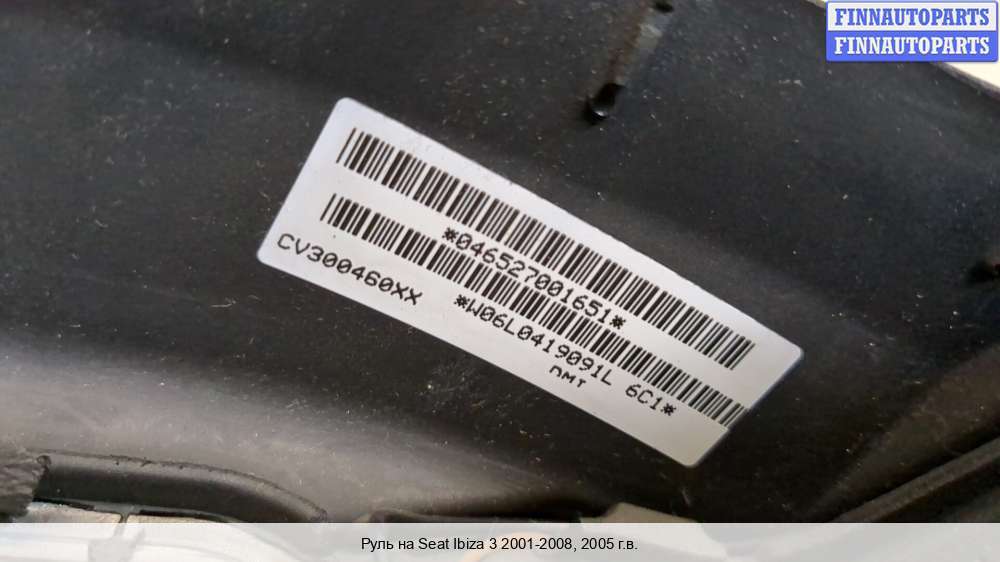 FINNAUTOPARTS
FINNAUTOPARTS
*046527001651*
CV300460XX
*W06L0419091L 6C1*
Руль на Seat Ibiza 3 2001-2008, 2005 г.в.